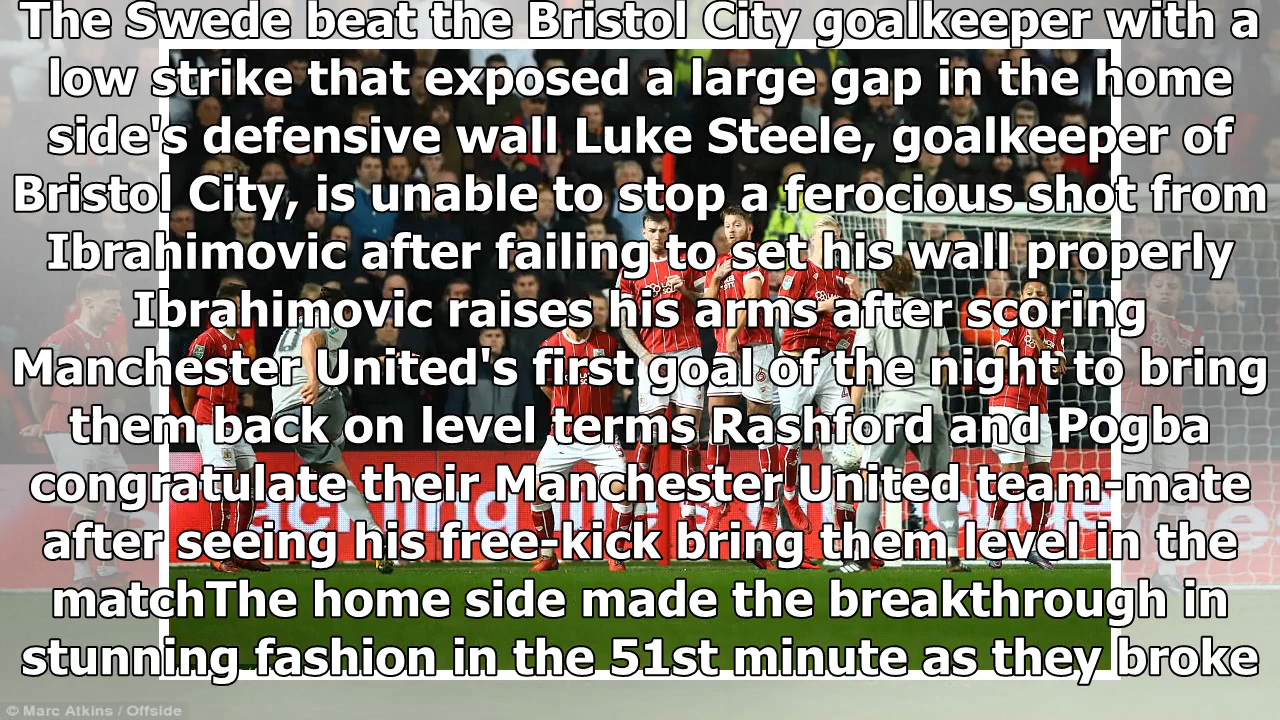 The Swede beat the Bristol City goalkeeper with a
low strike that exposed a large gap in the home
side's defensive wall Luke Steele, goalkeeper of
Bristol City, is unable to stop a ferocious shot from
Ibrahimovic after failing to set his wall properly
Ibrahimovic raises his arms after scoring
Manchester United's first goal of the night to bring
them back on level terms Rashford and Pogba
congratulate their Manchester United team-mate
after seeing his free-kick bring them level in the
matchThe home side made the breakthrough in
stunning fashion in the 51st minute as they broke
© Marc Atkins / Offside